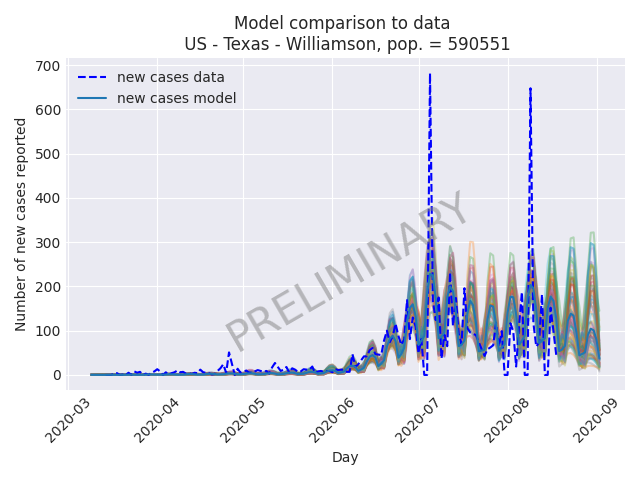 Model comparison to data
US - Texas - Williamson, pop. = 590551
new cases data
new cases model
Number of new cases reported
700
600
500
400
300
200
100
0
PRELIMINARY
2020-03
2020-04
2020-05
2020-06
2020-07
2020-08
2020-09
Day